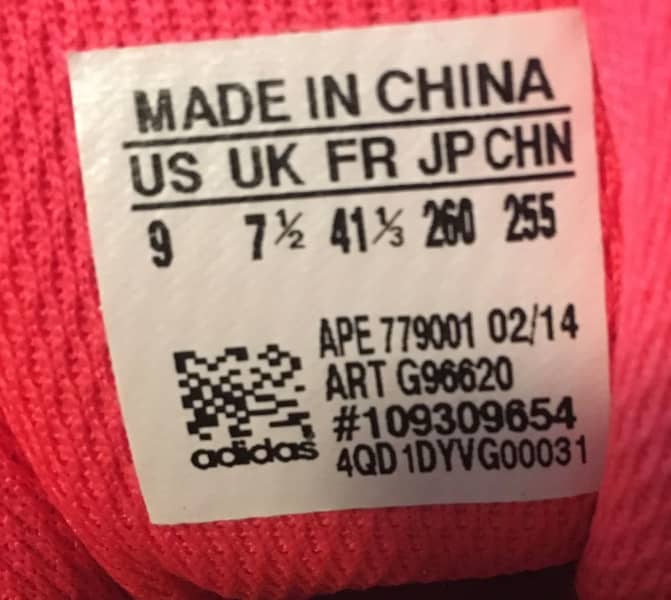 MADE IN CHINA
US UK FR JP CHN
9 7½ 41⅓ 260 255
APE 779001 02/14
ART G96620
#109309654
adidas 4QD1DYVG00031